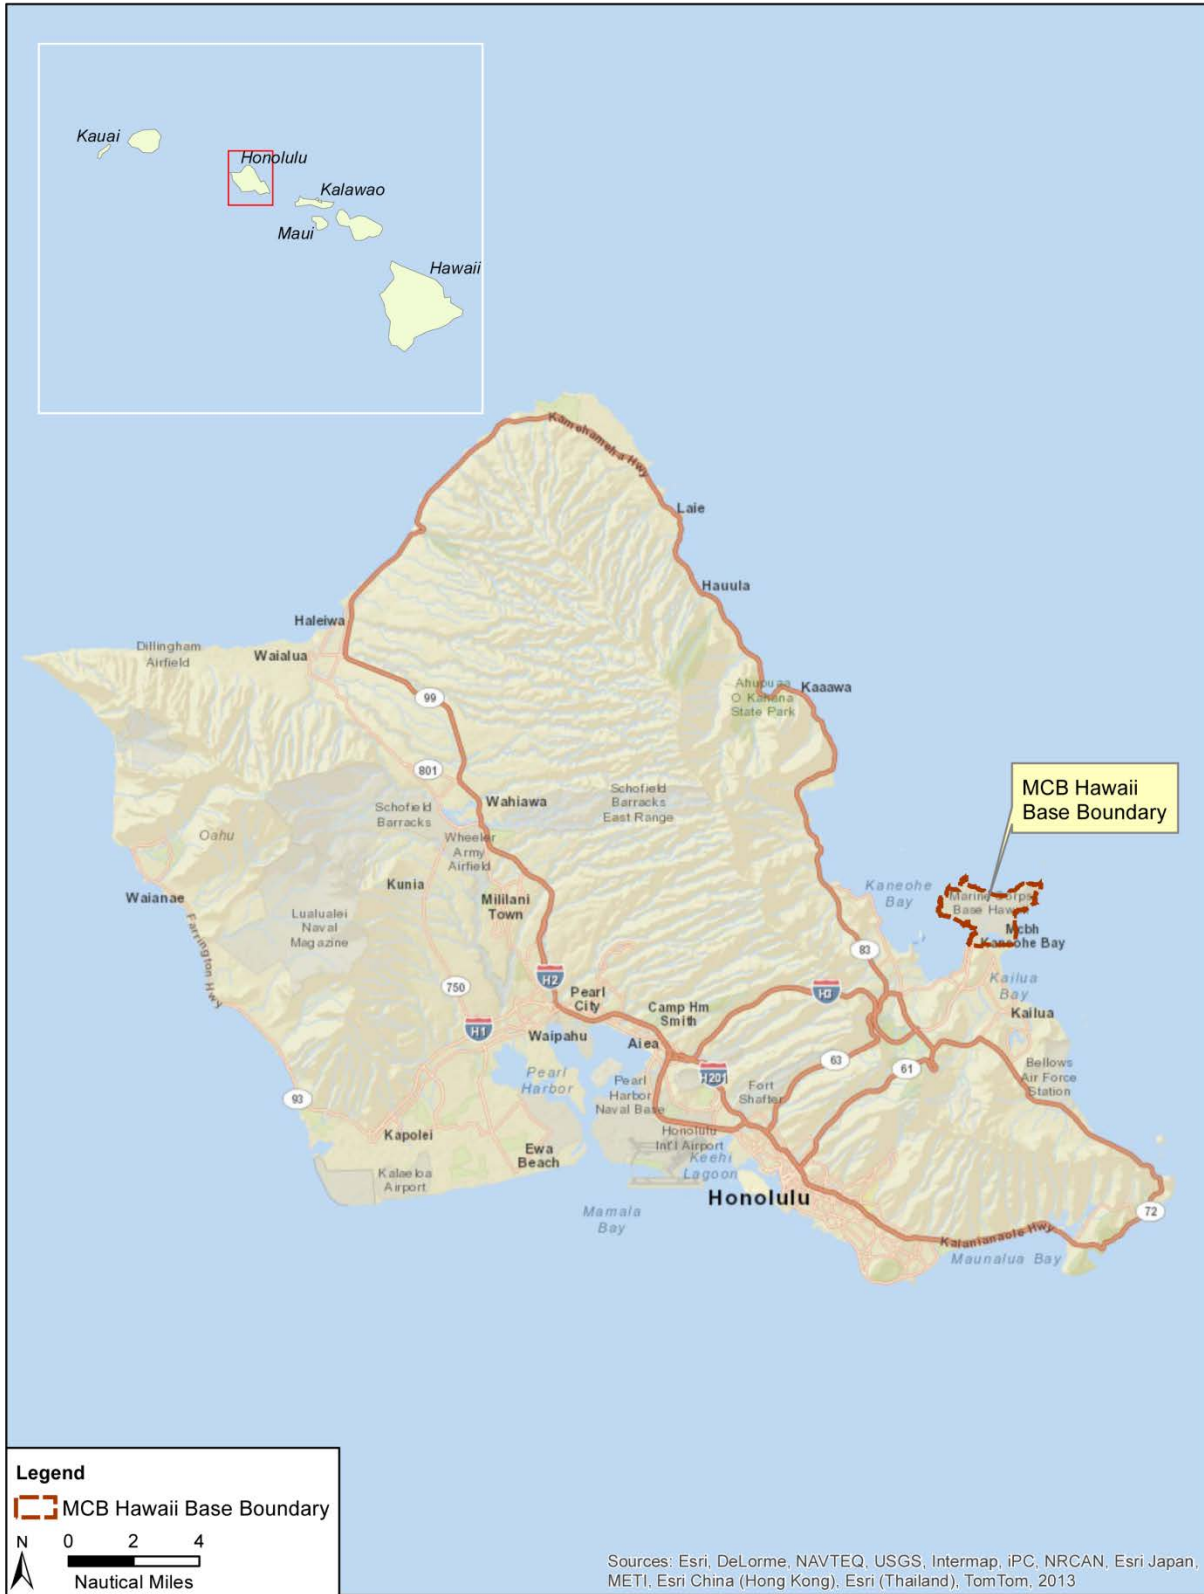 Kauai
Honolulu
Kalawao
Maui
Hawaii
Kamehameha Hwy
Laie
Hauula
Haleiwa
Dillingham
Airfield
Waialua
Ahupuaa
O Kahana
State Park
Kaaawa
99
801
Schofield
Barracks
Wahiawa
Schofield
Barracks
East Range
MCB Hawaii
Base Boundary
Oahu
Wheeler
Army
Airfield
Waianae
Kunia
Mililani
Town
Kaneohe
Bay
Marine Corps
Base Hawaii
Mcbh
Kaneohe Bay
Lualualei
Naval
Magazine
Farrington Hwy
83
Kailua
Bay
Kailua
750
H2
Pearl
City
H3
Camp Hm
Smith
H1
Waipahu
Aiea
63
61
Bellows
Air Force
Station
Pearl
Harbor
H201
Pearl
Harbor
Naval Base
Fort
Shafter
93
Kapolei
Honolulu
Int'l Airport
Ewa
Beach
Keehi
Lagoon
Kalaeloa
Airport
Honolulu
Mamala
Bay
72
Kalanianaole Hwy
Maunalua Bay
Legend
MCB Hawaii Base Boundary
N
0 2 4
Nautical Miles
Sources: Esri, DeLorme, NAVTEQ, USGS, Intermap, iPC, NRCAN, Esri Japan,
METI, Esri China (Hong Kong), Esri (Thailand), TomTom, 2013